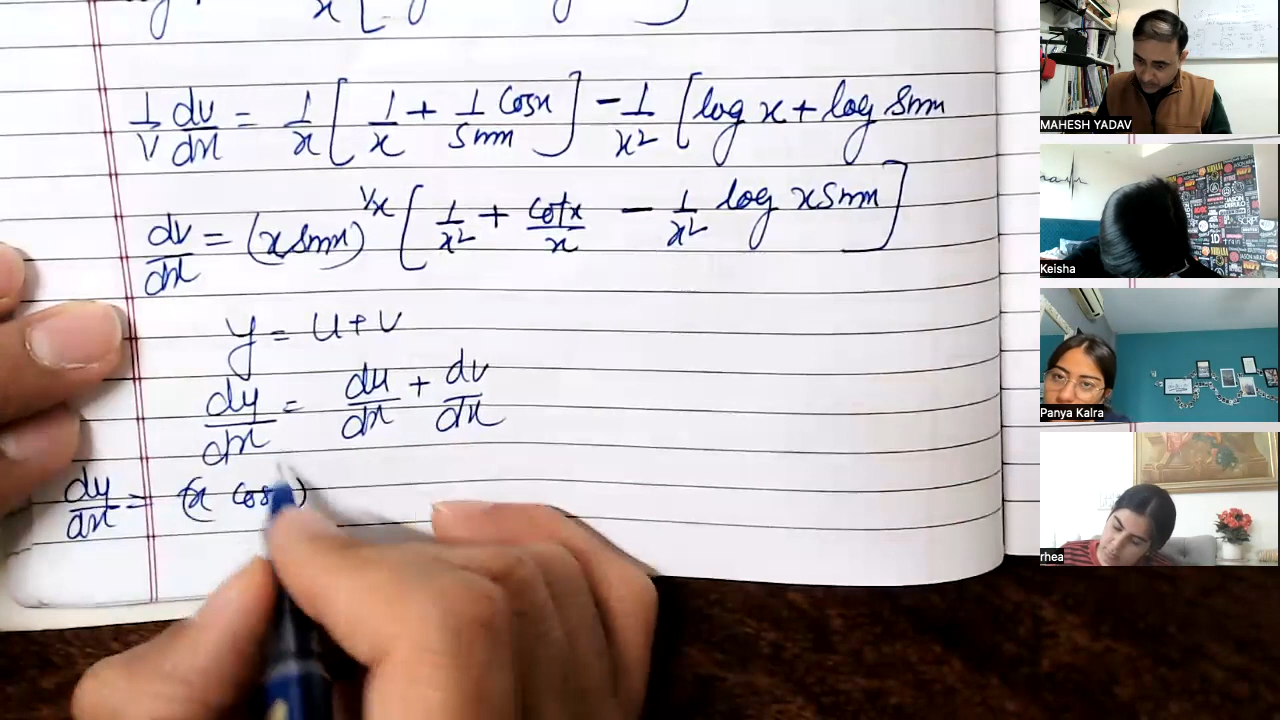 1/v dv/dx = 1/x [ 1/x + 1/sinx cosx ] - 1/x² [ log x + log sinx
dv/dx = (x sinx)^1/x [ 1/x² + cotx/x - 1/x² log x sinx ]
y = u + v
dy/dx = du/dx + dv/dx
dy/dx = (x cos )
MAHESH YADAV
Keisha
Panya Kalra
rhea